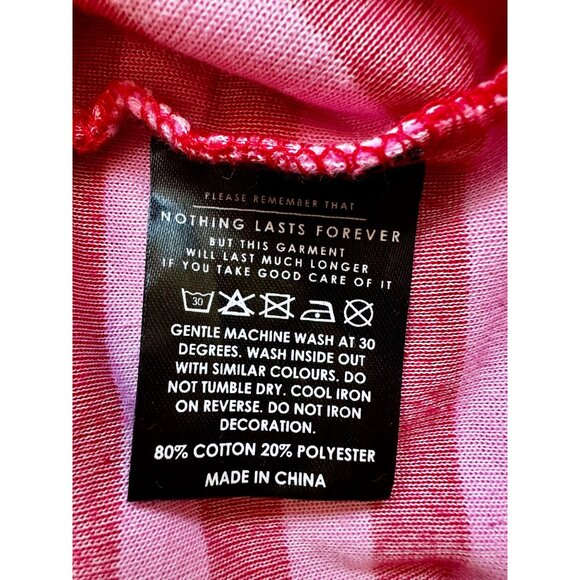 PLEASE REMEMBER THAT
NOTHING LASTS FOREVER
BUT THIS GARMENT
WILL LAST MUCH LONGER
IF YOU TAKE GOOD CARE OF IT
30
GENTLE MACHINE WASH AT 30
DEGREES. WASH INSIDE OUT
WITH SIMILAR COLOURS. DO
NOT TUMBLE DRY. COOL IRON
ON REVERSE. DO NOT IRON
DECORATION.
80% COTTON 20% POLYESTER
MADE IN CHINA